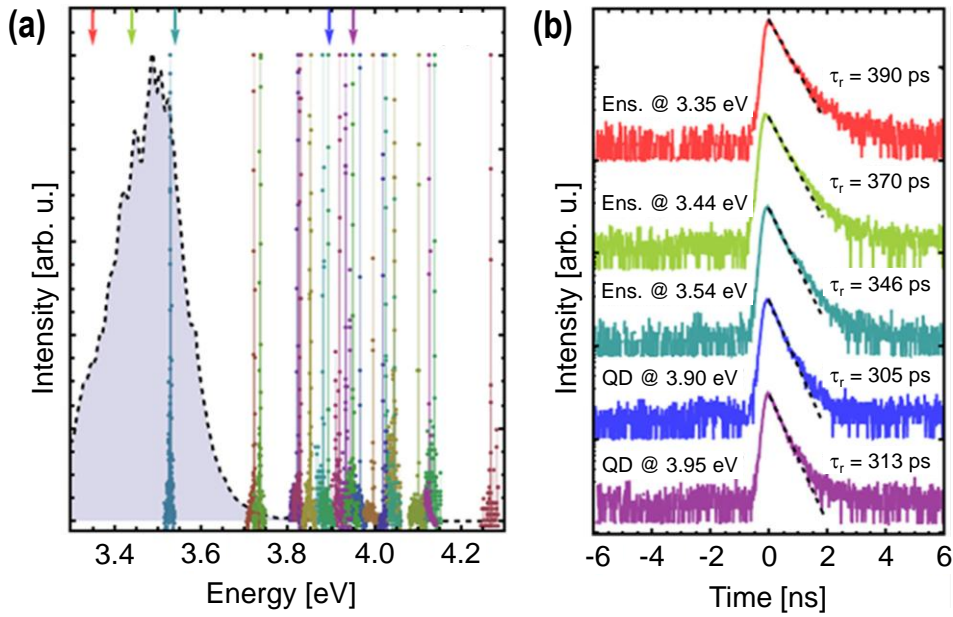 (a)
Intensity [arb. u.]
3.4 3.6 3.8 4.0 4.2
Energy [eV]
(b)
Intensity [arb. u.]
τr = 390 ps
Ens. @ 3.35 eV
τr = 370 ps
Ens. @ 3.44 eV
τr = 346 ps
Ens. @ 3.54 eV
τr = 305 ps
QD @ 3.90 eV
τr = 313 ps
QD @ 3.95 eV
-6 -4 -2 0 2 4 6
Time [ns]